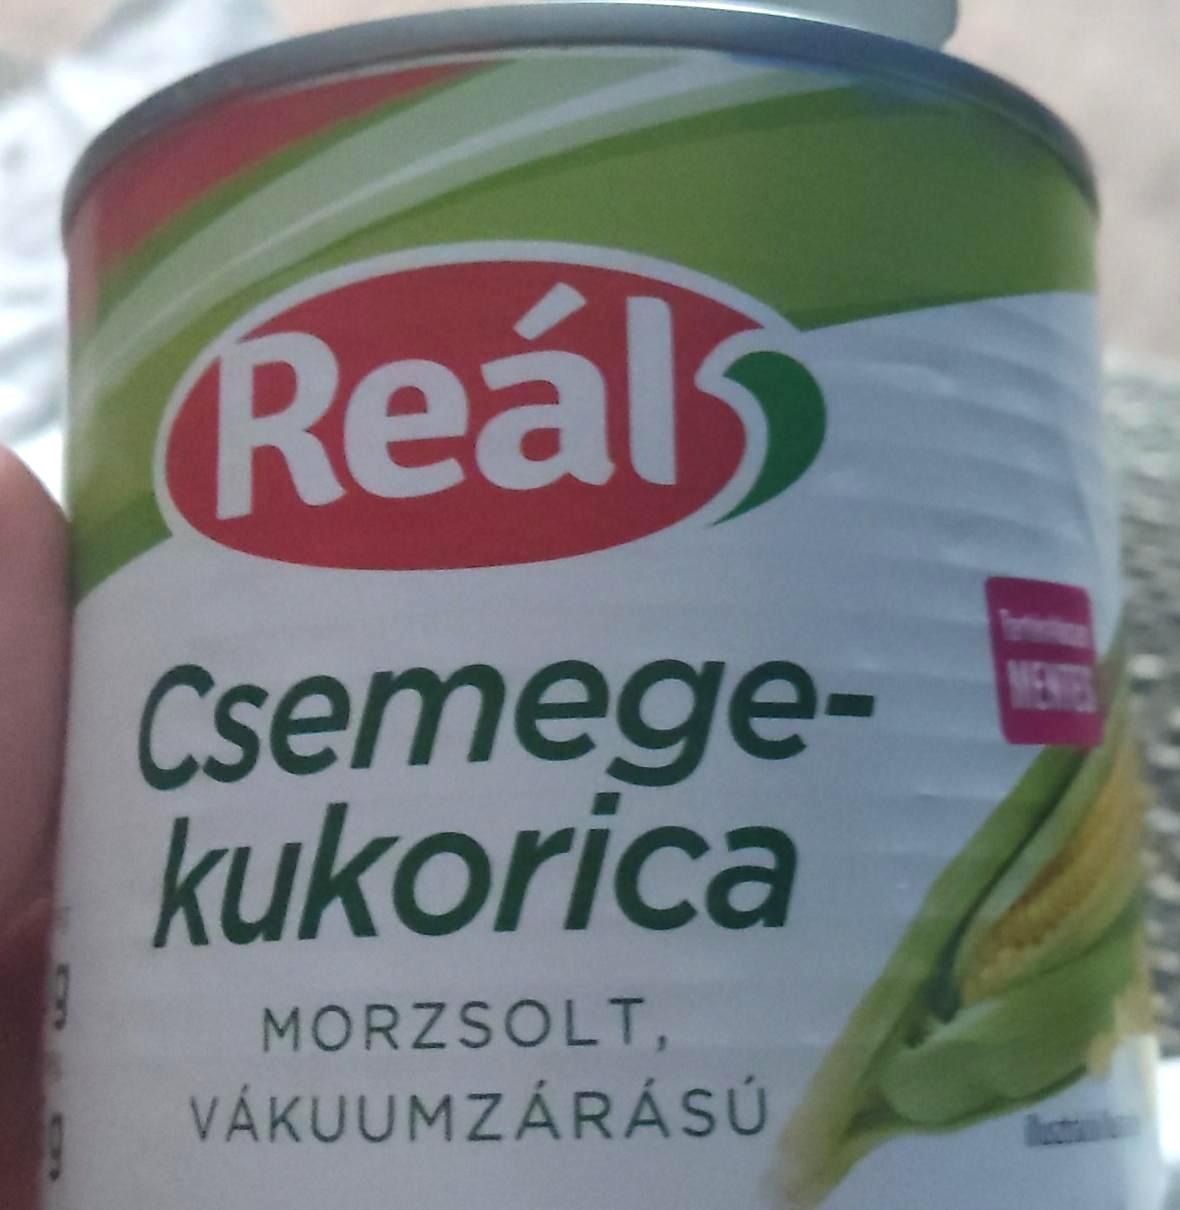 Reál
Csemege-
kukorica
MORZSOLT,
VÁKUUMZÁRÁSÚ
MENTES
g
g